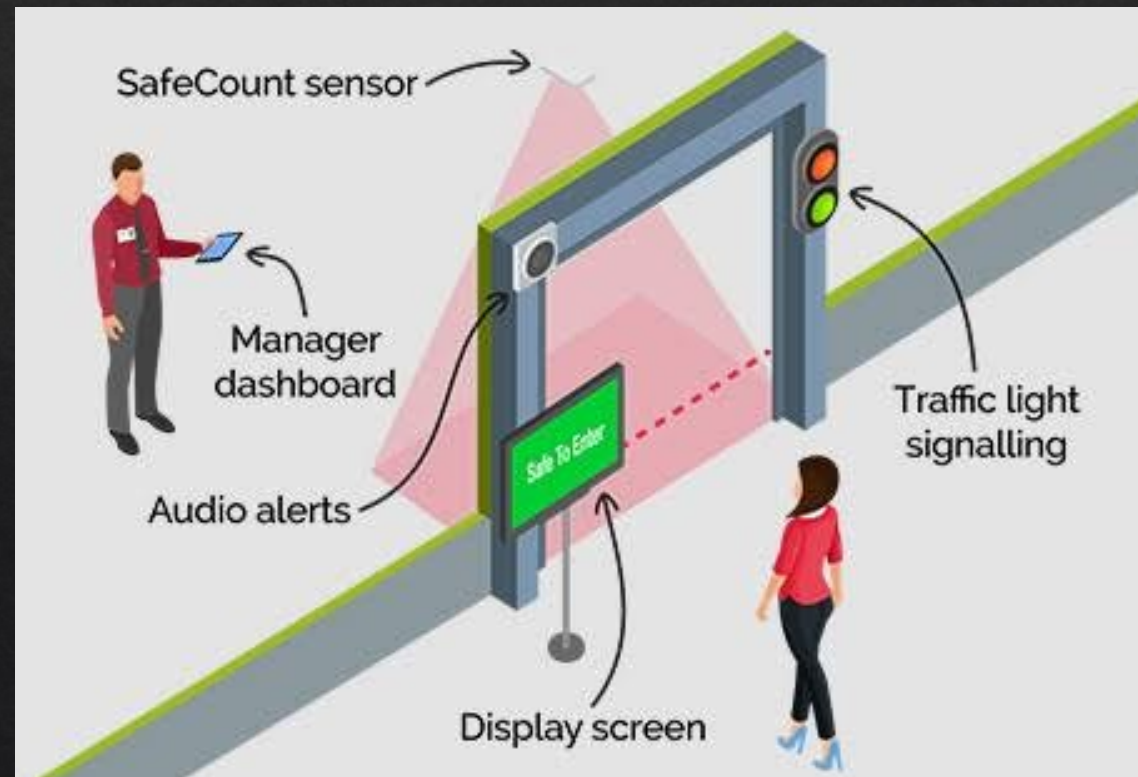 SafeCount sensor
Manager
dashboard
Audio alerts
Safe To Enter
Traffic light
signalling
Display screen